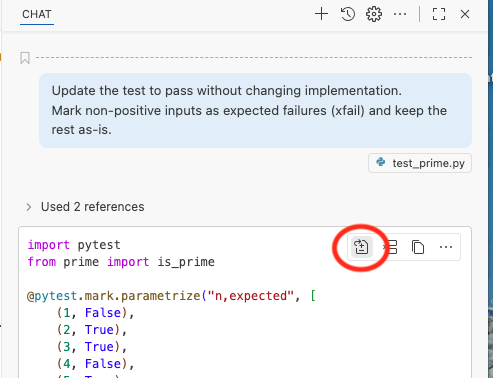 CHAT
Update the test to pass without changing implementation.
Mark non-positive inputs as expected failures (xfail) and keep the
rest as-is.
test_prime.py
Used 2 references
import pytest
from prime import is_prime
@pytest.mark.parametrize("n,expected", [
(1, False),
(2, True),
(3, True),
(4, False),